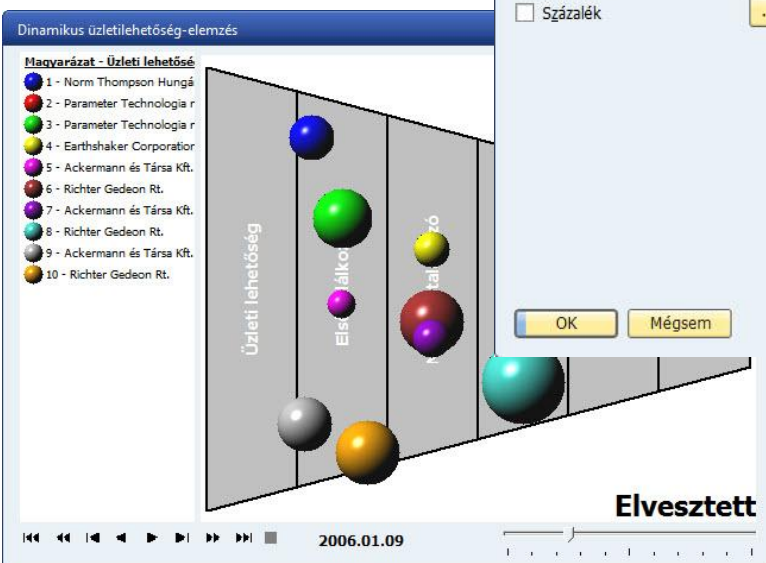 Százalék
Dinamikus üzletilehetőség-elemzés
Magyarázat - Üzleti lehetősé
1 - Norm Thompson Hungá
2 - Parameter Technologia r
3 - Parameter Technologia r
4 - Earthshaker Corporation
5 - Ackermann és Társa Kft.
6 - Richter Gedeon Rt.
7 - Ackermann és Társa Kft.
8 - Richter Gedeon Rt.
9 - Ackermann és Társa Kft.
10 - Richter Gedeon Rt.
Üzleti lehetőség
OK
Mégsem
Elvesztett
2006.01.09